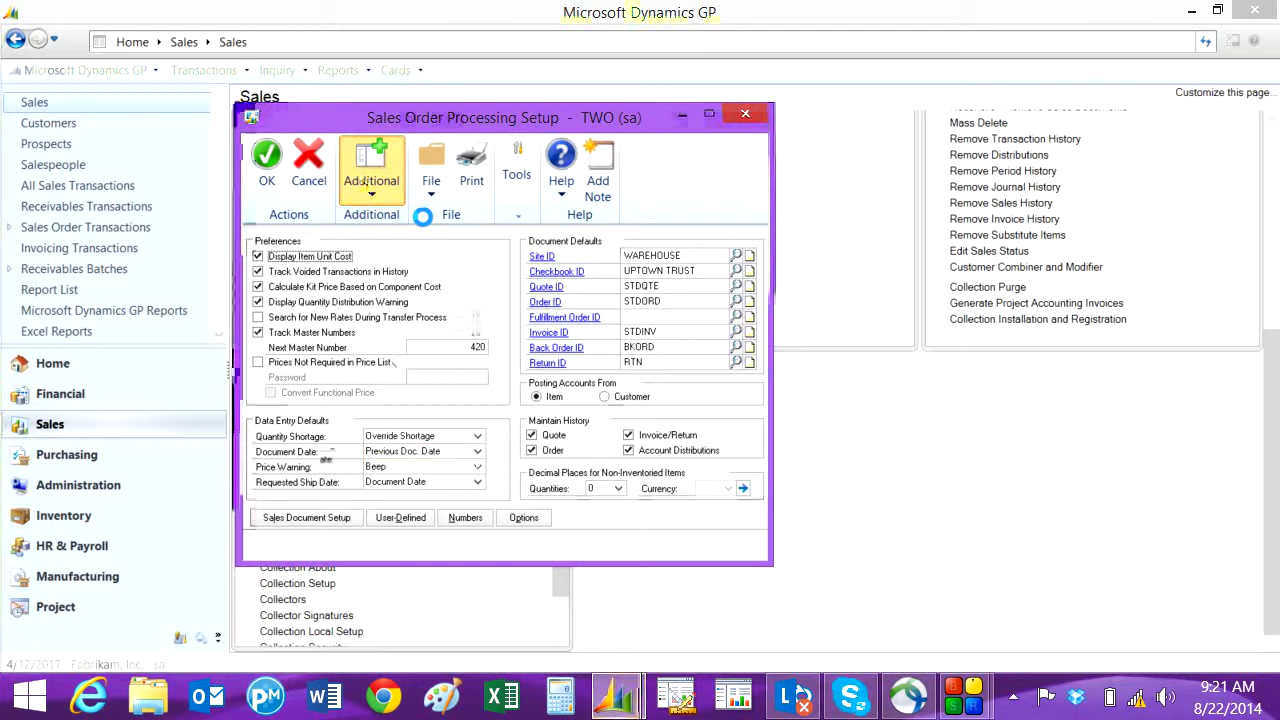 Microsoft Dynamics GP
Home Sales Sales
Microsoft Dynamics GP Transactions Inquiry Reports Cards
Sales
Customers
Prospects
Salespeople
All Sales Transactions
Receivables Transactions
Sales Order Transactions
Invoicing Transactions
Receivables Batches
Report List
Microsoft Dynamics GP Reports
Excel Reports
Home
Financial
Sales
Purchasing
Administration
Inventory
HR & Payroll
Manufacturing
Project
Sales
Customize this page...
Sales Order Processing Setup - TWO (sa)
OK
Cancel
Additional
File
Print
Tools
Help
Add Note
Actions
Additional
File
Help
Preferences
Display Item Unit Cost
Track Voided Transactions in History
Calculate Kit Price Based on Component Cost
Display Quantity Distribution Warning
Search for New Rates During Transfer Process
Track Master Numbers
Next Master Number 420
Prices Not Required in Price List
Password
Convert Functional Price
Data Entry Defaults
Quantity Shortage: Override Shortage
Document Date: Previous Doc. Date
Price Warning: Beep
Requested Ship Date: Document Date
Document Defaults
Site ID WAREHOUSE
Checkbook ID UPTOWN TRUST
Quote ID STDQTE
Order ID STDORD
Fulfillment Order ID
Invoice ID STDINV
Back Order ID BKORD
Return ID RTN
Posting Accounts From
Item Customer
Maintain History
Quote Invoice/Return
Order Account Distributions
Decimal Places for Non-Inventoried Items
Quantities: 0 Currency:
Sales Document Setup User-Defined Numbers Options
Mass Delete
Remove Transaction History
Remove Distributions
Remove Period History
Remove Journal History
Remove Sales History
Remove Invoice History
Remove Substitute Items
Edit Sales Status
Customer Combiner and Modifier
Collection Purge
Generate Project Accounting Invoices
Collection Installation and Registration
Collection About
Collection Setup
Collectors
Collector Signatures
Collection Local Setup
4/12/2017 Fabrikam, Inc. sa
9:21 AM
8/22/2014